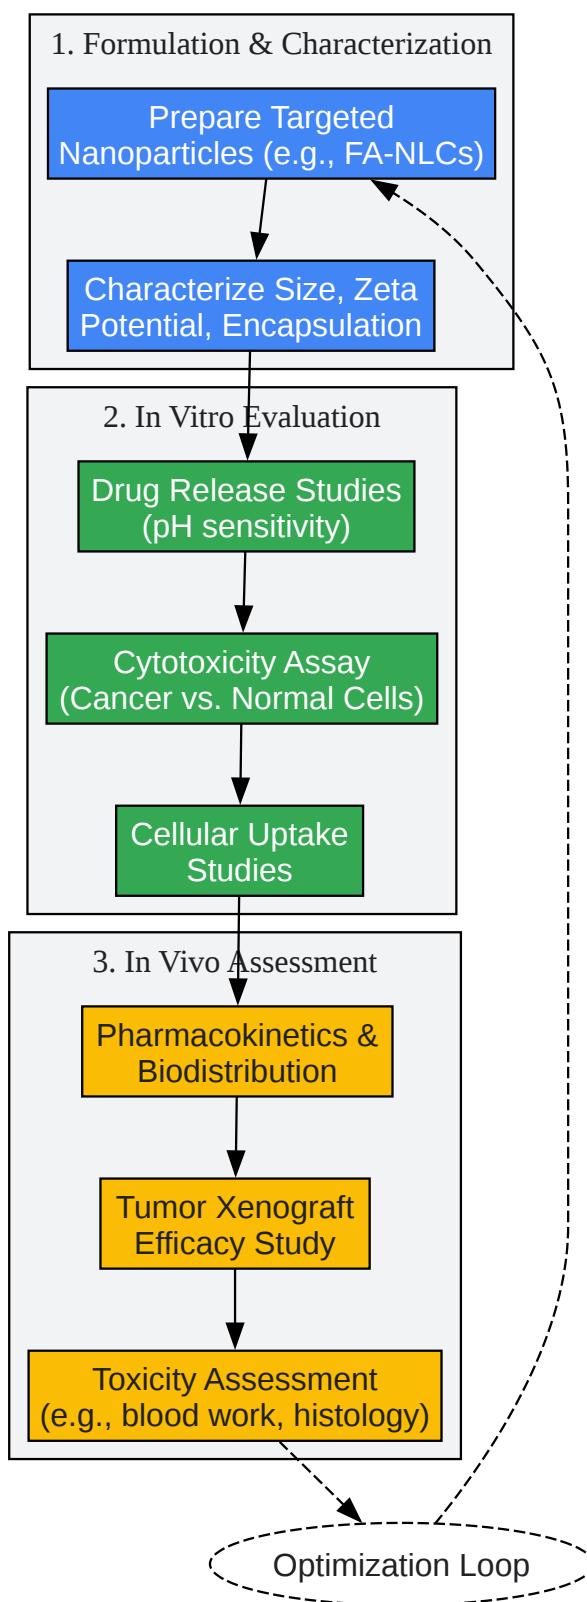 1. Formulation & Characterization
Prepare Targeted
Nanoparticles (e.g., FA-NLCs)
Characterize Size, Zeta
Potential, Encapsulation
2. In Vitro Evaluation
Drug Release Studies
(pH sensitivity)
Cytotoxicity Assay
(Cancer vs. Normal Cells)
Cellular Uptake
Studies
3. In Vivo Assessment
Pharmacokinetics &
Biodistribution
Tumor Xenograft
Efficacy Study
Toxicity Assessment
(e.g., blood work, histology)
Optimization Loop